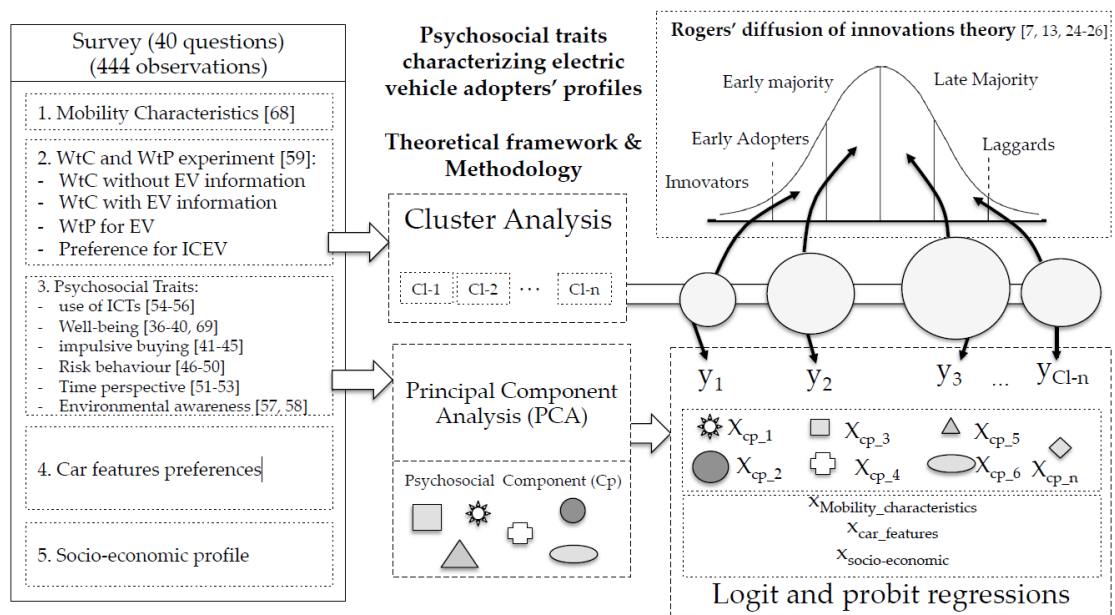 Survey (40 questions)
(444 observations)
1. Mobility Characteristics [68]
2. WtC and WtP experiment [59]:
- WtC without EV information
- WtC with EV information
- WtP for EV
- Preference for ICEV
3. Psychosocial Traits:
- use of ICTs [54-56]
- Well-being [36-40, 69]
- impulsive buying [41-45]
- Risk behaviour [46-50]
- Time perspective [51-53]
- Environmental awareness [57, 58]
4. Car features preferences
5. Socio-economic profile
Psychosocial traits
characterizing electric
vehicle adopters' profiles
Theoretical framework &
Methodology
Cluster Analysis
Cl-1 Cl-2 ... Cl-n
Principal Component
Analysis (PCA)
Psychosocial Component (Cp)
Rogers' diffusion of innovations theory [7, 13, 24-26]
Early majority
Late Majority
Early Adopters
Laggards
Innovators
y1 y2 y3 ... yCl-n
Xcp_1 Xcp_3 Xcp_5
Xcp_2 Xcp_4 Xcp_6 Xcp_n
xMobility_characteristics
xcar_features
xsocio-economic
Logit and probit regressions